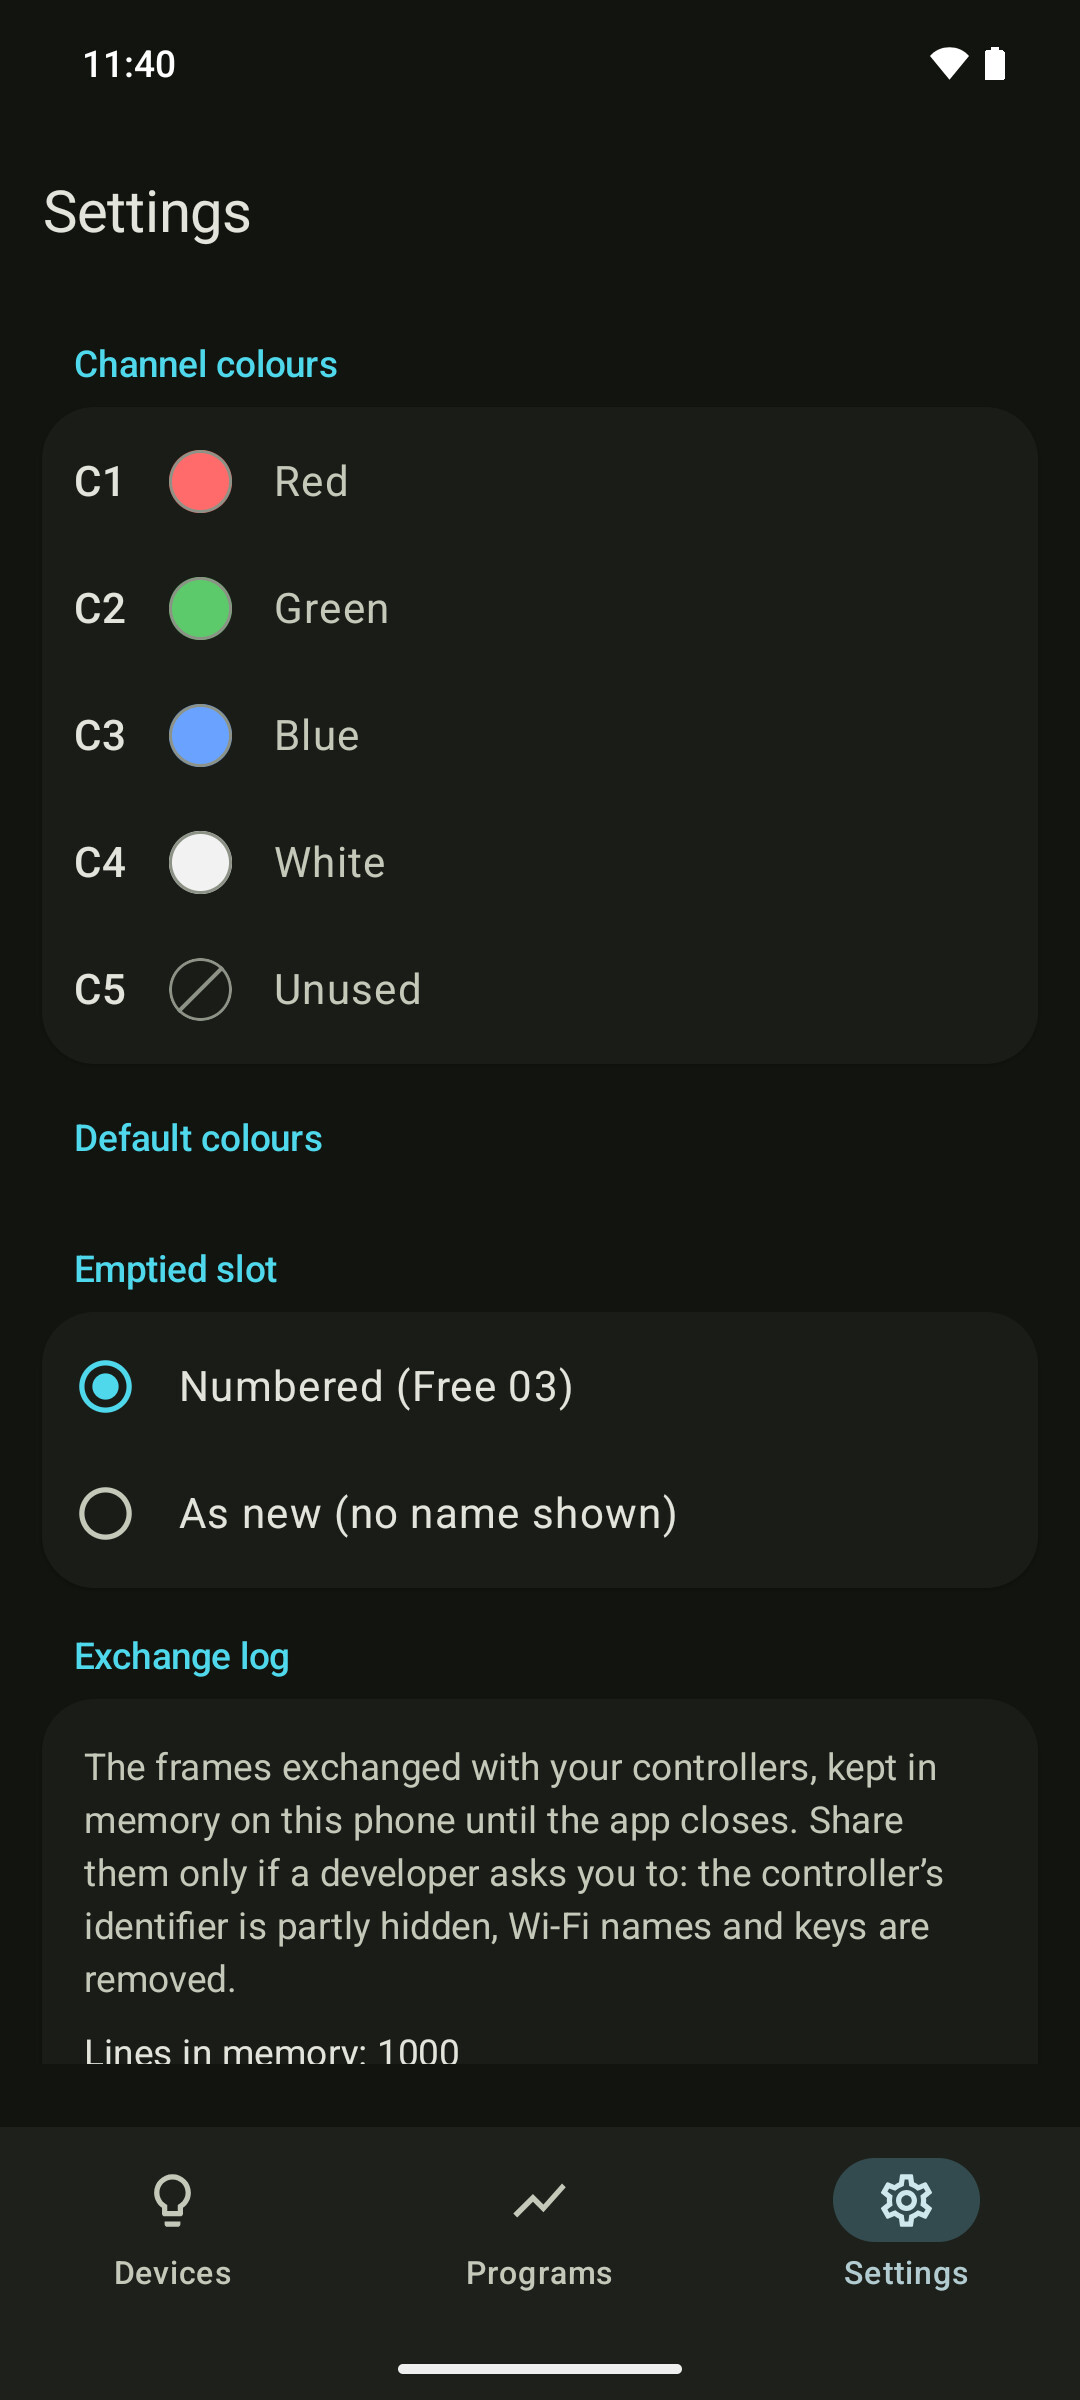 11:40
Settings
Channel colours
C1 Red
C2 Green
C3 Blue
C4 White
C5 Unused
Default colours
Emptied slot
Numbered (Free 03)
As new (no name shown)
Exchange log
The frames exchanged with your controllers, kept in
memory on this phone until the app closes. Share
them only if a developer asks you to: the controller’s
identifier is partly hidden, Wi-Fi names and keys are
removed.
Lines in memory: 1000
Devices
Programs
Settings